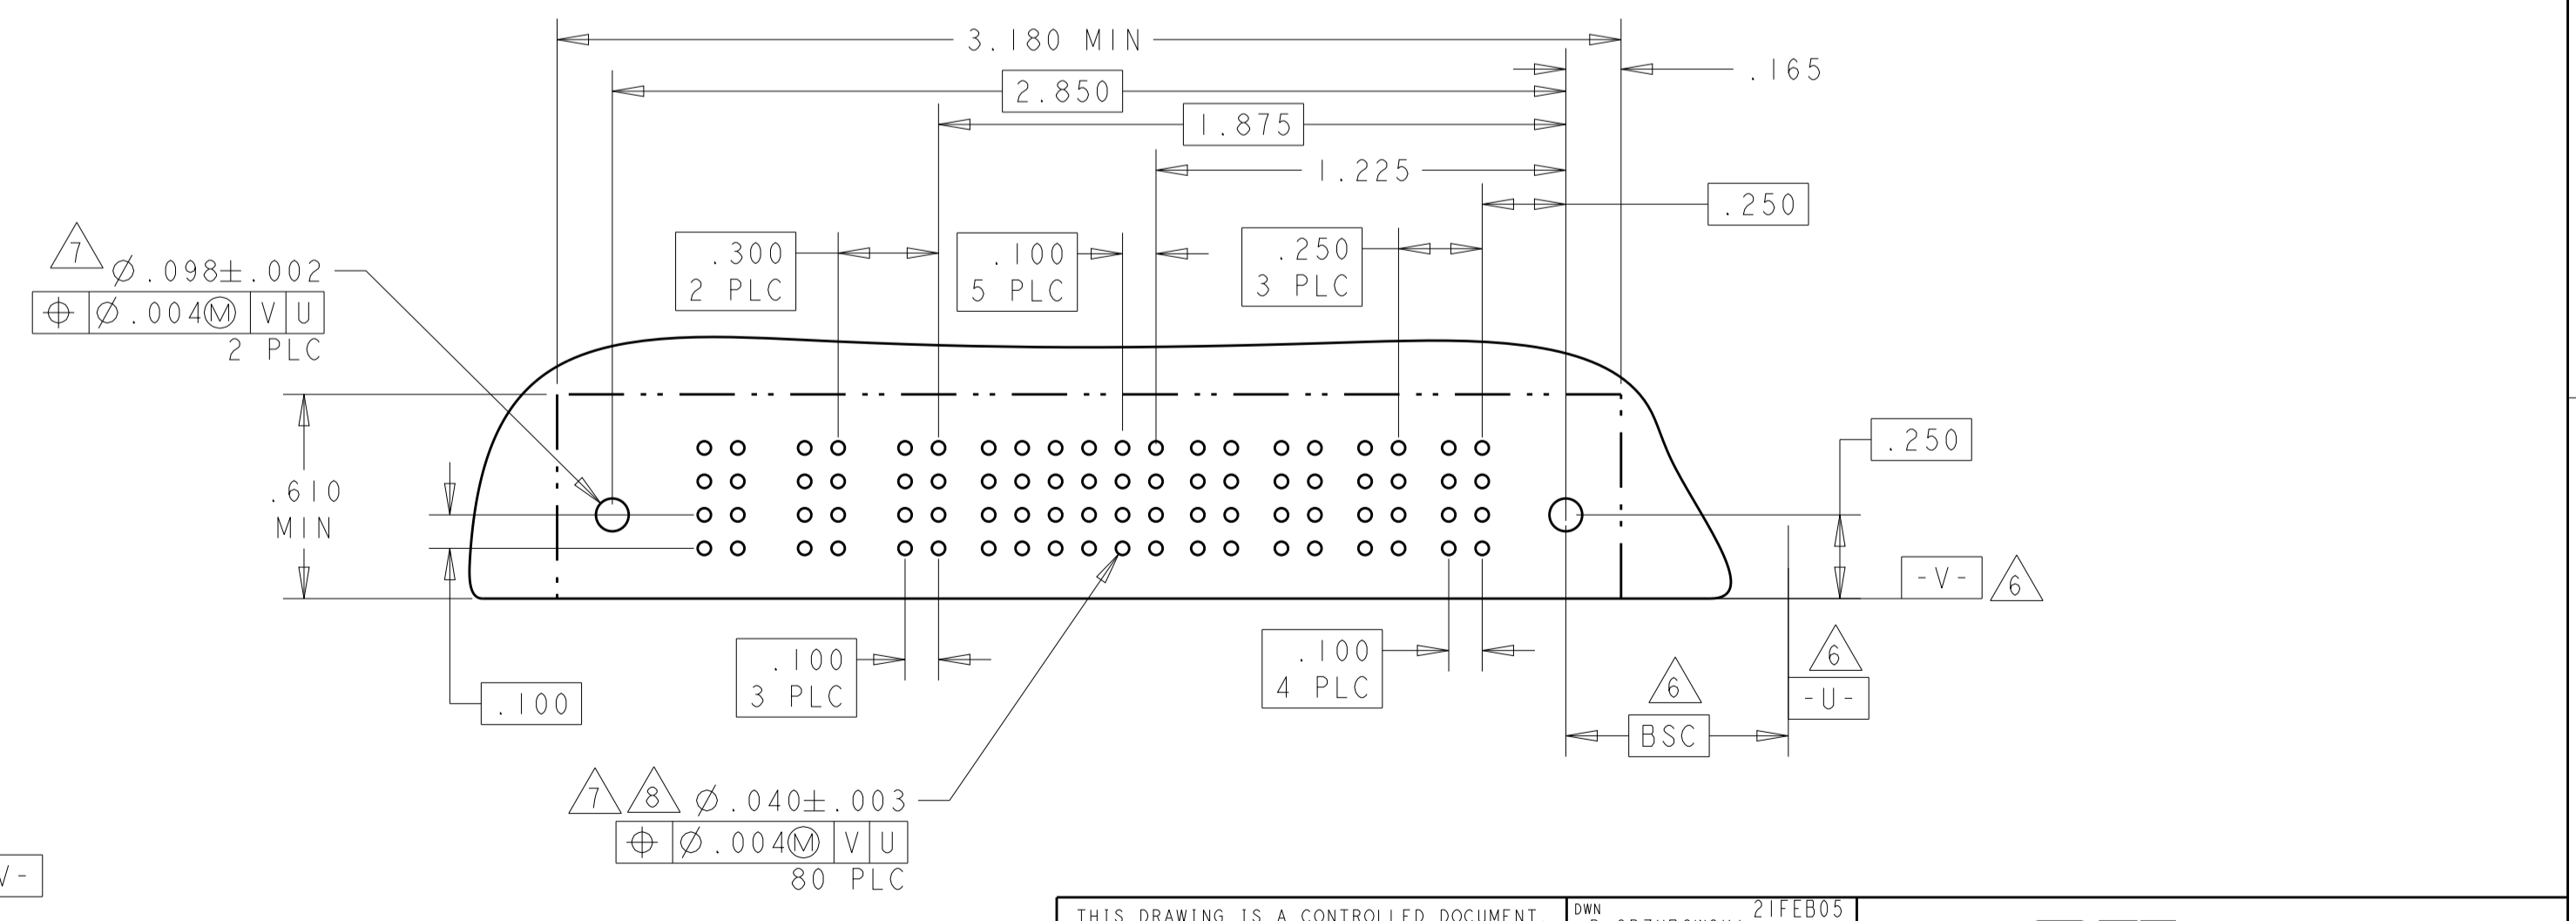 3.180 MIN
.165
2.850
1.875
1.225
.250
.300
2 PLC
.100
5 PLC
.250
3 PLC
7
Ø.098±.002
Ø.004Ⓜ V U
2 PLC
.250
.610
MIN
-V-
6
.100
3 PLC
.100
4 PLC
6
6
-U-
.100
BSC
7 8 Ø.040±.003
Ø.004Ⓜ V U
80 PLC
V-
THIS DRAWING IS A CONTROLLED DOCUMENT.
DWN 21FEB05